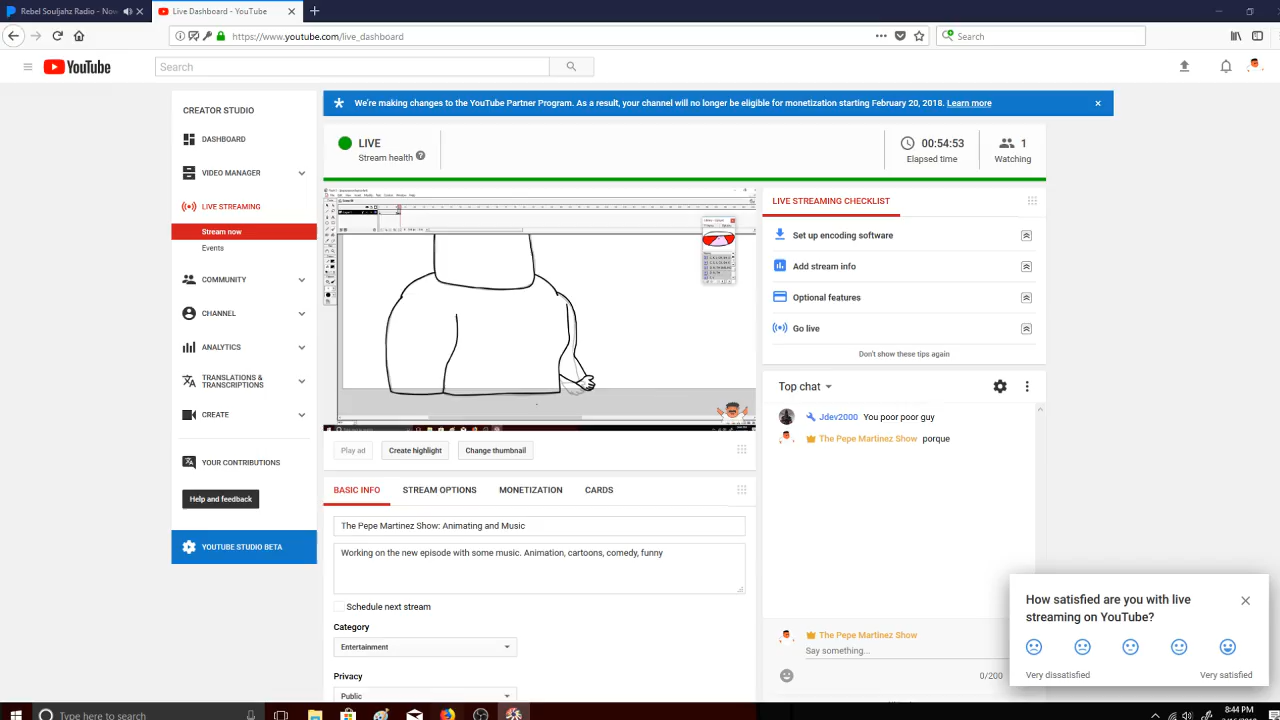 Rebel Souljahz Radio - Now
Live Dashboard - YouTube
https://www.youtube.com/live_dashboard
Search
YouTube
Search
CREATOR STUDIO
DASHBOARD
VIDEO MANAGER
LIVE STREAMING
Stream now
Events
COMMUNITY
CHANNEL
ANALYTICS
TRANSLATIONS &
TRANSCRIPTIONS
CREATE
YOUR CONTRIBUTIONS
Help and feedback
YOUTUBE STUDIO BETA
We're making changes to the YouTube Partner Program. As a result, your channel will no longer be eligible for monetization starting February 20, 2018. Learn more
LIVE
Stream health
00:54:53
Elapsed time
1
Watching
Play ad
Create highlight
Change thumbnail
BASIC INFO
STREAM OPTIONS
MONETIZATION
CARDS
The Pepe Martinez Show: Animating and Music
Working on the new episode with some music. Animation, cartoons, comedy, funny
Schedule next stream
Category
Entertainment
Privacy
Public
LIVE STREAMING CHECKLIST
Set up encoding software
Add stream info
Optional features
Go live
Don't show these tips again
Top chat
Jdev2000 You poor poor guy
The Pepe Martinez Show porque
The Pepe Martinez Show
Say something...
0/200
How satisfied are you with live
streaming on YouTube?
Very dissatisfied
Very satisfied
Type here to search
8:44 PM